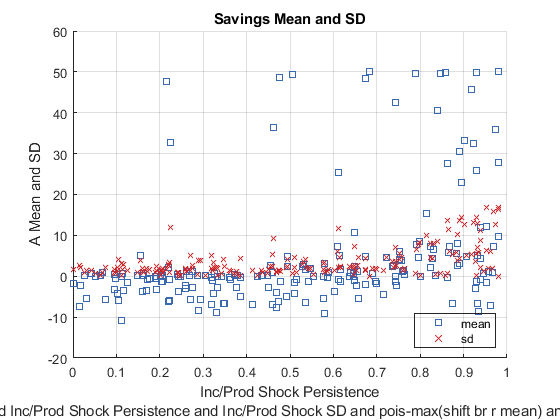 Savings Mean and SD
A Mean and SD
60
50
40
30
20
10
0
-10
-20
0 0.1 0.2 0.3 0.4 0.5 0.6 0.7 0.8 0.9 1
mean
sd
Inc/Prod Shock Persistence
d Inc/Prod Shock Persistence and Inc/Prod Shock SD and pois-max(shift br r mean) an